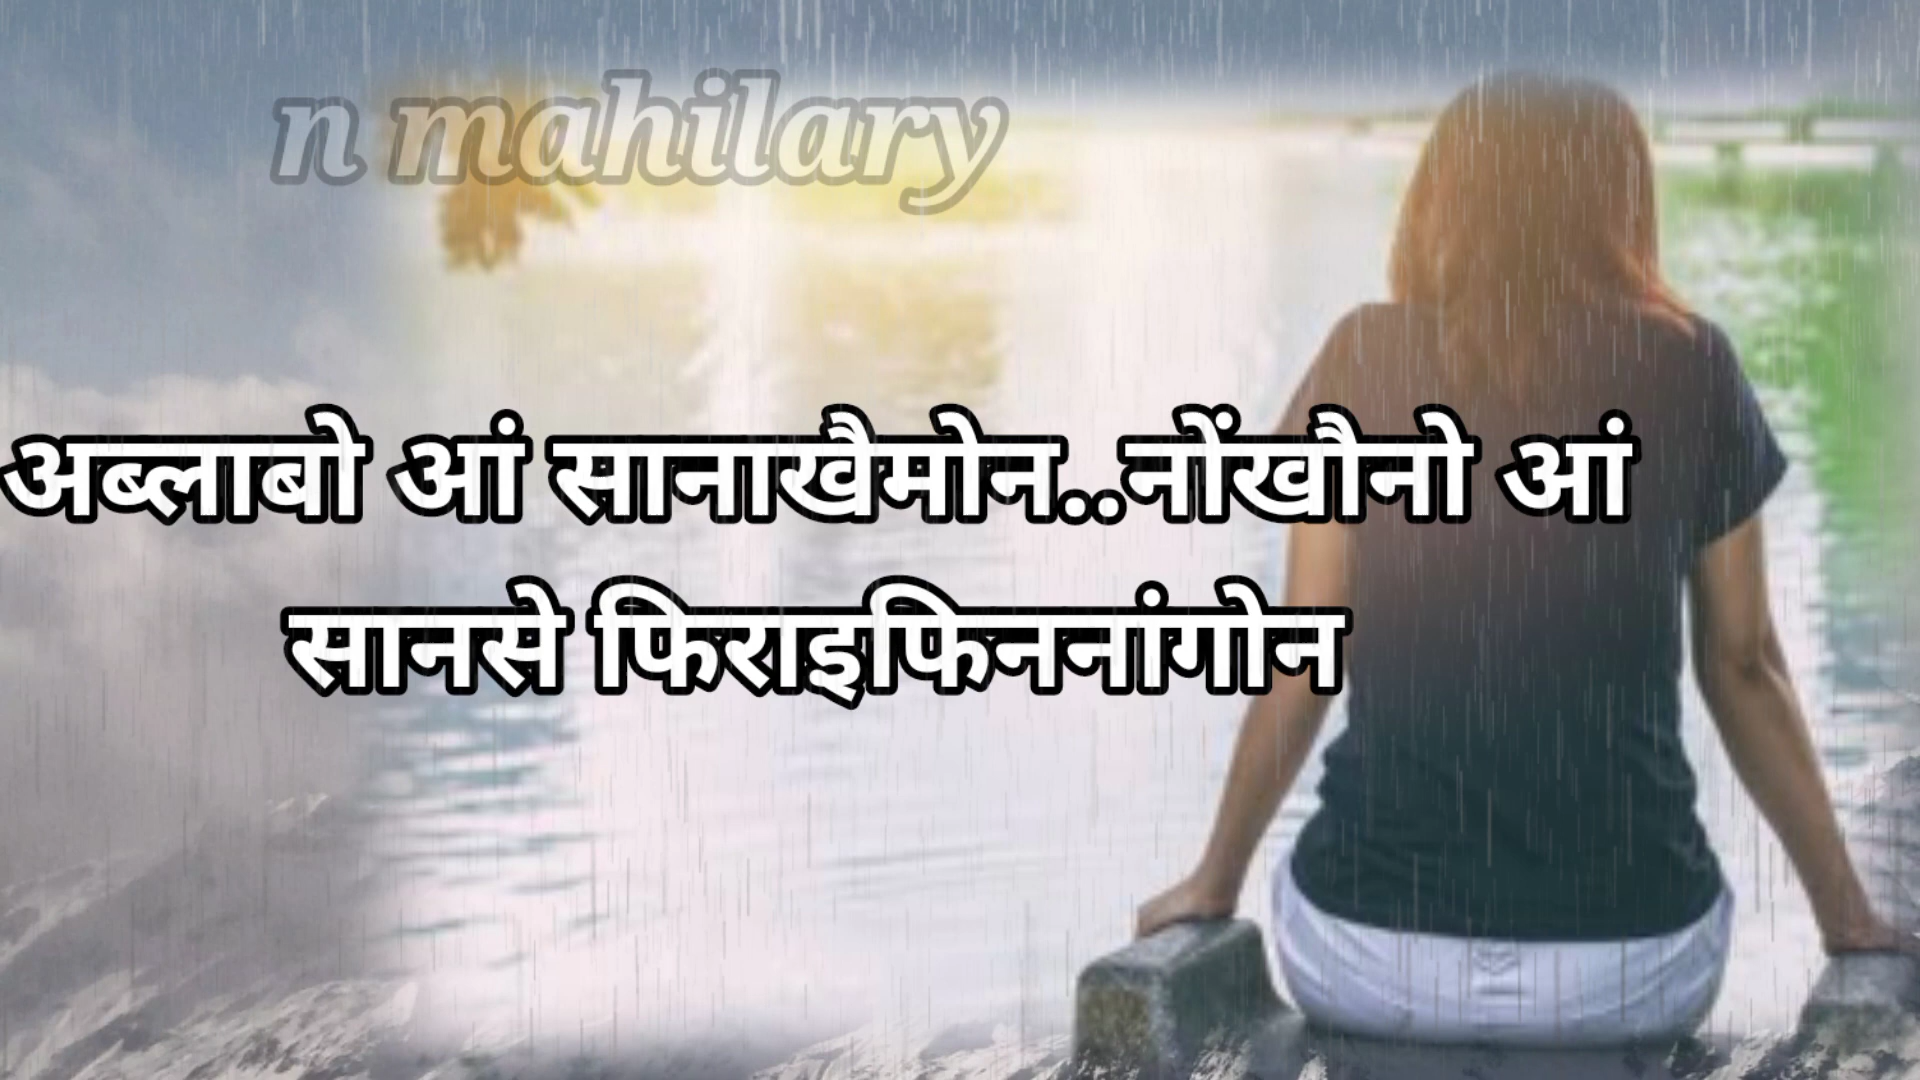 n mahilary
अब्लाबो आं सानाखैमोन..नोंखौनो आं
सानसे फिराइफिननांगोन